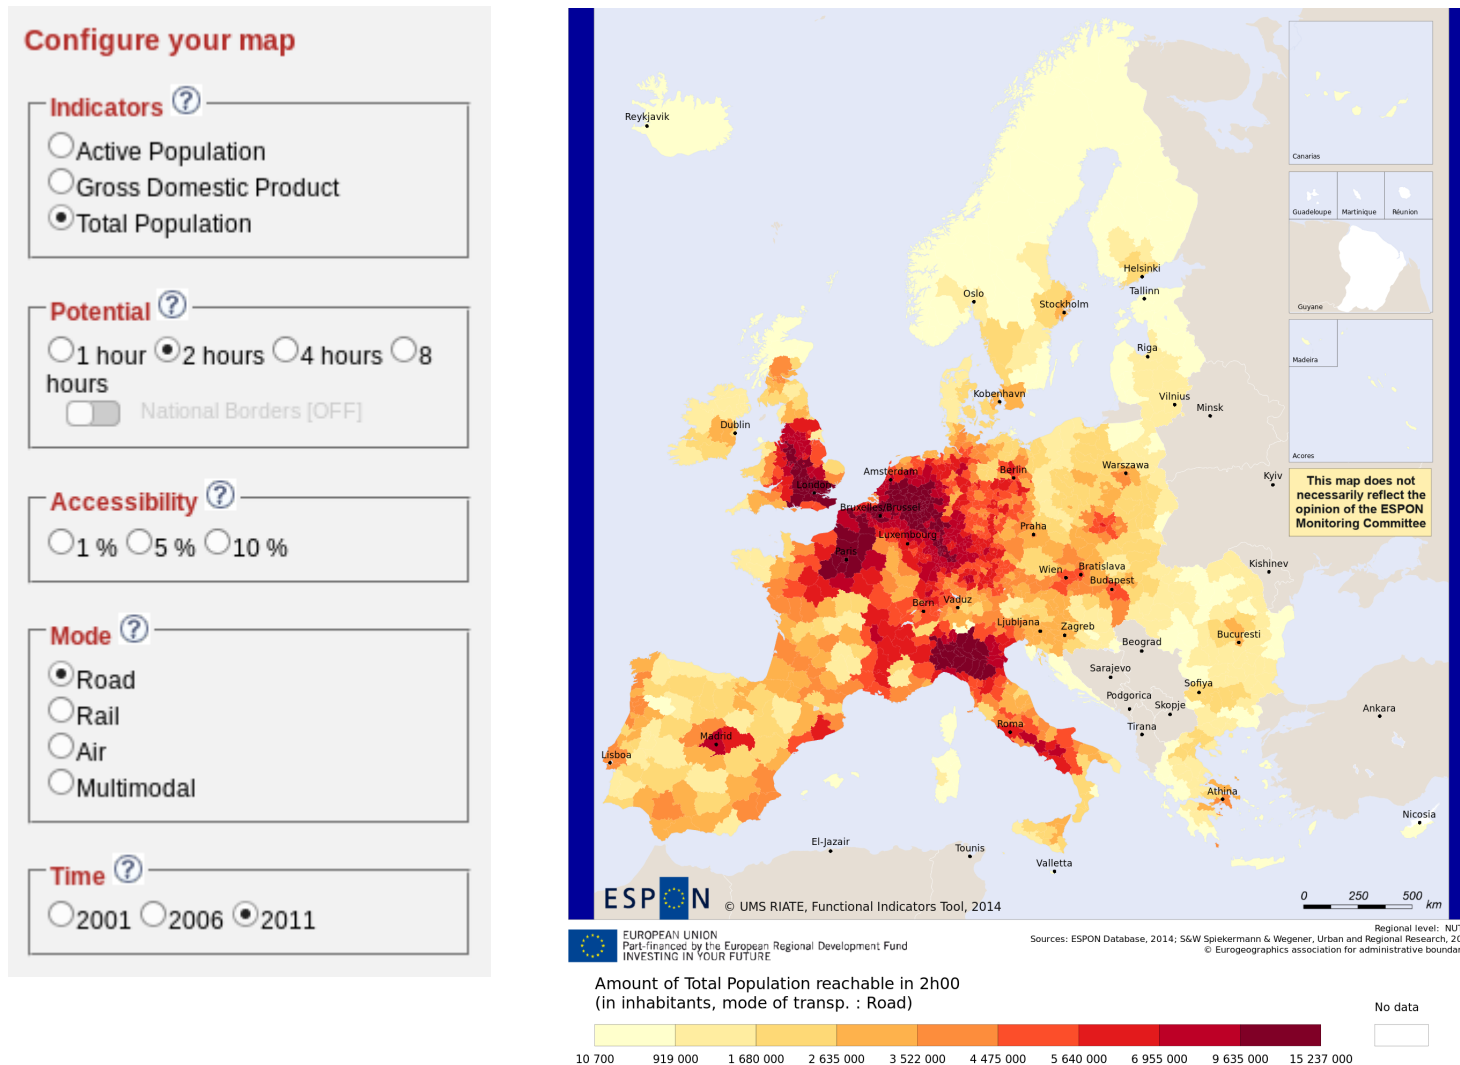 Configure your map
Indicators ?
Active Population
Gross Domestic Product
Total Population
Potential ?
1 hour 2 hours 4 hours 8
hours
National Borders [OFF]
Accessibility ?
1 % 5 % 10 %
Mode ?
Road
Rail
Air
Multimodal
Time ?
2001 2006 2011
Reykjavik
Canarias
Guadeloupe Martinique Réunion
Guyane
Madeira
Acores
Helsinki
Tallinn
Oslo
Stockholm
Riga
Kobenhavn
Vilnius
Minsk
Dublin
Amsterdam
Berlin
Warszawa
Kyiv
London
Bruxelles/Brussel
Luxembourg
Praha
Paris
Wien
Bratislava
Budapest
Kishinev
Bern
Vaduz
Ljubljana
Zagreb
Beograd
Bucuresti
Sarajevo
Sofiya
Podgorica
Skopje
Tirana
Ankara
Roma
Madrid
Lisboa
Athina
Nicosia
El-Jazair
Tounis
Valletta
This map does not
necessarily reflect the
opinion of the ESPON
Monitoring Committee
ESPON
© UMS RIATE, Functional Indicators Tool, 2014
0 250 500
km
EUROPEAN UNION
Part-financed by the European Regional Development Fund
INVESTING IN YOUR FUTURE
Regional level: NUT
Sources: ESPON Database, 2014; S&W Spiekermann & Wegener, Urban and Regional Research, 20
© Eurogeographics association for administrative boundar
Amount of Total Population reachable in 2h00
(in inhabitants, mode of transp. : Road)
No data
10 700 919 000 1 680 000 2 635 000 3 522 000 4 475 000 5 640 000 6 955 000 9 635 000 15 237 000